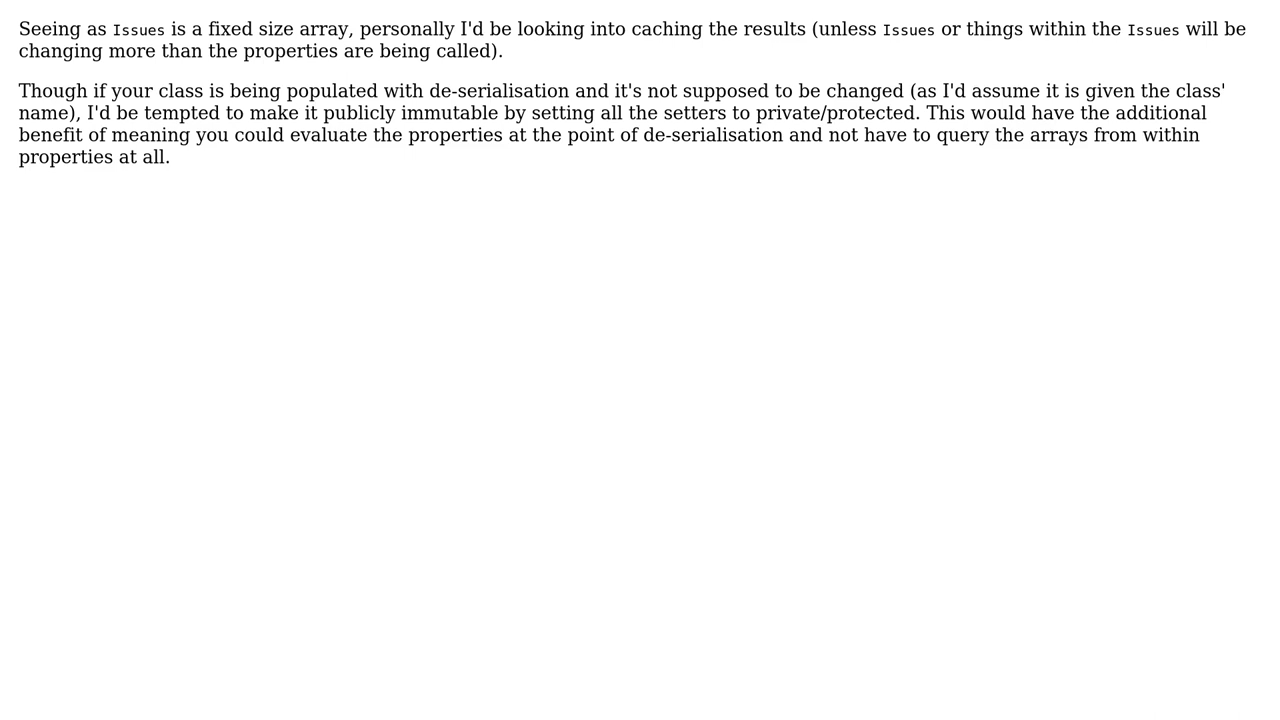 Seeing as Issues is a fixed size array, personally I'd be looking into caching the results (unless Issues or things within the Issues will be
changing more than the properties are being called).
Though if your class is being populated with de-serialisation and it's not supposed to be changed (as I'd assume it is given the class'
name), I'd be tempted to make it publicly immutable by setting all the setters to private/protected. This would have the additional
benefit of meaning you could evaluate the properties at the point of de-serialisation and not have to query the arrays from within
properties at all.